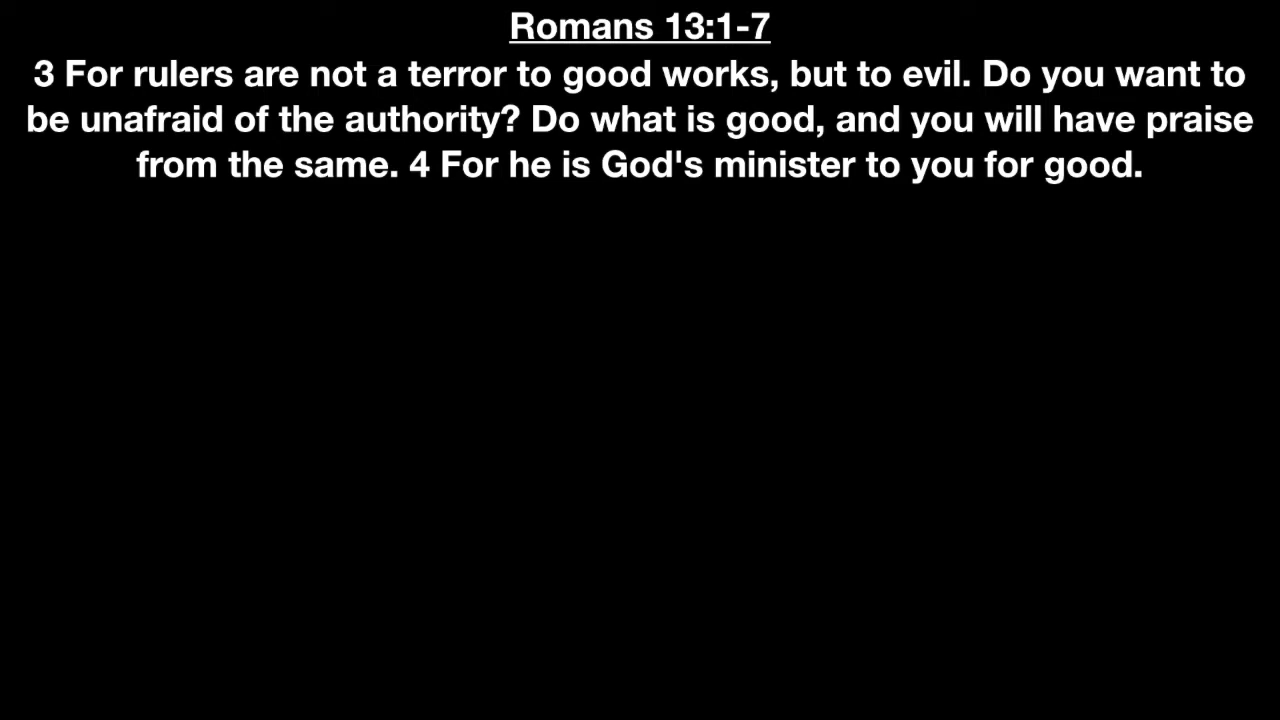 Romans 13:1-7
3 For rulers are not a terror to good works, but to evil. Do you want to
be unafraid of the authority? Do what is good, and you will have praise
from the same. 4 For he is God's minister to you for good.